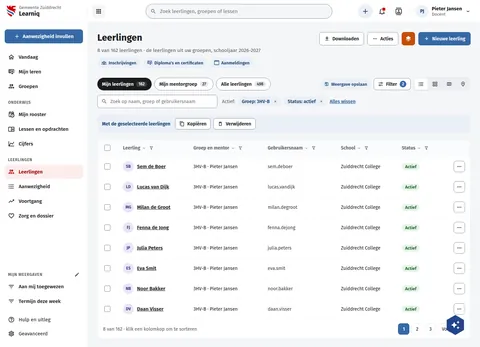 Gemeente Zuiddrecht
Learniq
Zoek leerlingen, groepen of lessen
Pieter Jansen
Docent
+ Aanwezigheid invullen
Vandaag
Mijn leren
Groepen
ONDERWIJS
Mijn rooster
Lessen en opdrachten
Cijfers
LEERLINGEN
Leerlingen
Aanwezigheid
Voortgang
Zorg en dossier
MIJN WEERGAVEN
Aan mij toegewezen
Termijn deze week
Hulp en uitleg
Geavanceerd
Leerlingen
8 van 162 leerlingen · de leerlingen uit uw groepen, schooljaar 2026-2027
Downloaden
Acties
+ Nieuwe leerling
Inschrijvingen
Diploma's en certificaten
Aanmeldingen
Mijn leerlingen 162
Mijn mentorgroep 27
Alle leerlingen
Weergave opslaan
Filter 2
Zoek op naam, groep of gebruikersnaam
Actief:
Groep: 3HV-B ×
Status: actief ×
Alles wissen
Met de geselecteerde leerlingen
Kopiëren
Verwijderen
Leerling
Groep en mentor
Gebruikersnaam
School
Status
SB Sem de Boer 3HV-B · Pieter Jansen sem.deboer Zuiddrecht College Actief
LD Lucas van Dijk 3HV-B · Pieter Jansen lucas.vandijk Zuiddrecht College Actief
MG Milan de Groot 3HV-B · Pieter Jansen milan.degroot Zuiddrecht College Actief
FJ Fenna de Jong 3HV-B · Pieter Jansen fenna.dejong Zuiddrecht College Actief
JP Julia Peters 3HV-B · Pieter Jansen julia.peters Zuiddrecht College Actief
ES Eva Smit 3HV-B · Pieter Jansen eva.smit Zuiddrecht College Actief
NB Noor Bakker 3HV-B · Pieter Jansen noor.bakker Zuiddrecht College Actief
DV Daan Visser 3HV-B · Pieter Jansen daan.visser Zuiddrecht College Actief
8 van 162 · klik een kolomkop om te sorteren
1 2 3